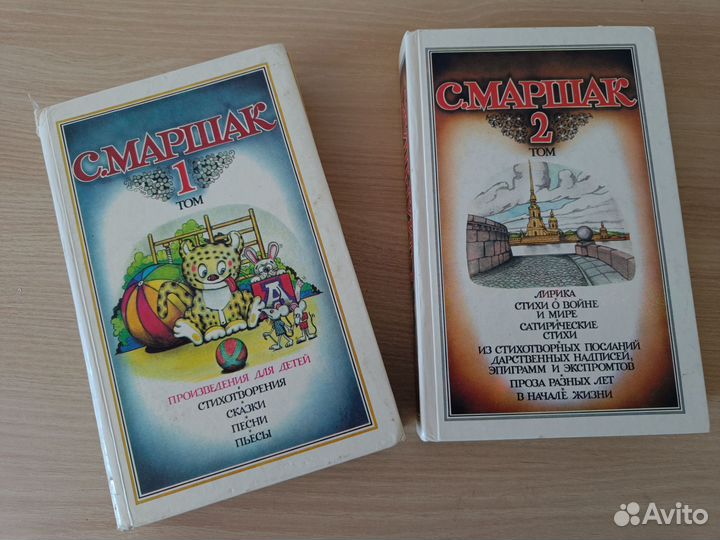 С.МАРШАК
1
ТОМ
А
ПРОИЗВЕДЕНИЯ ДЛЯ ДЕТЕЙ
СТИХОТВОРЕНИЯ
СКАЗКИ
ПЕСНИ
ПЬЕСЫ
С.МАРШАК
2
ТОМ
ЛИРИКА
СТИХИ О ВОЙНЕ
И МИРЕ
САТИРИЧЕСКИЕ
СТИХИ
ИЗ СТИХОТВОРНЫХ ПОСЛАНИЙ
ДАРСТВЕННЫХ НАДПИСЕЙ,
ЭПИГРАММ И ЭКСПРОМТОВ
ПРОЗА РАЗНЫХ ЛЕТ
В НАЧАЛЕ ЖИЗНИ
Avito